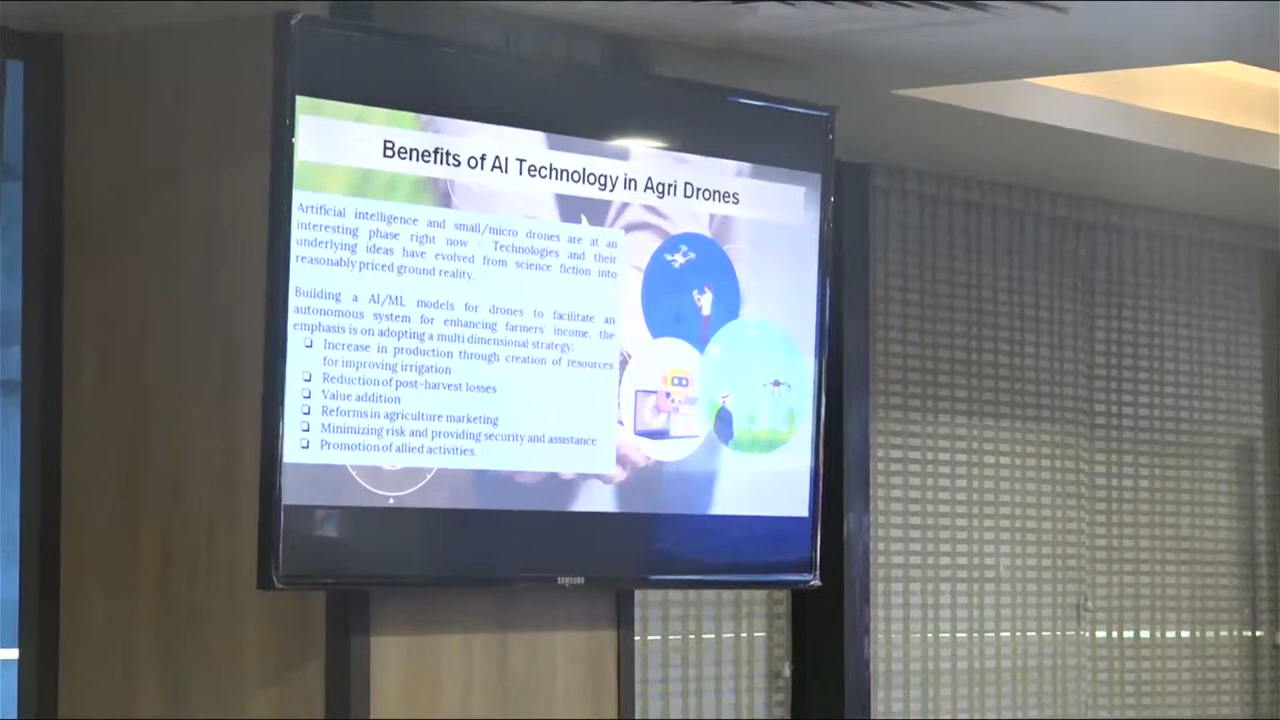 Benefits of AI Technology in Agri Drones
Artificial intelligence and small/micro drones are at an
interesting phase right now - Technologies and their
underlying ideas have evolved from science fiction into
reasonably priced ground reality.
Building a AI/ML models for drones to facilitate an
autonomous system for enhancing farmers' income, the
emphasis is on adopting a multi dimensional strategy:
❑ Increase in production through creation of resources
for improving irrigation
❑ Reduction of post-harvest losses
❑ Value addition
❑ Reforms in agriculture marketing
❑ Minimizing risk and providing security and assistance
❑ Promotion of allied activities.
SAMSUNG